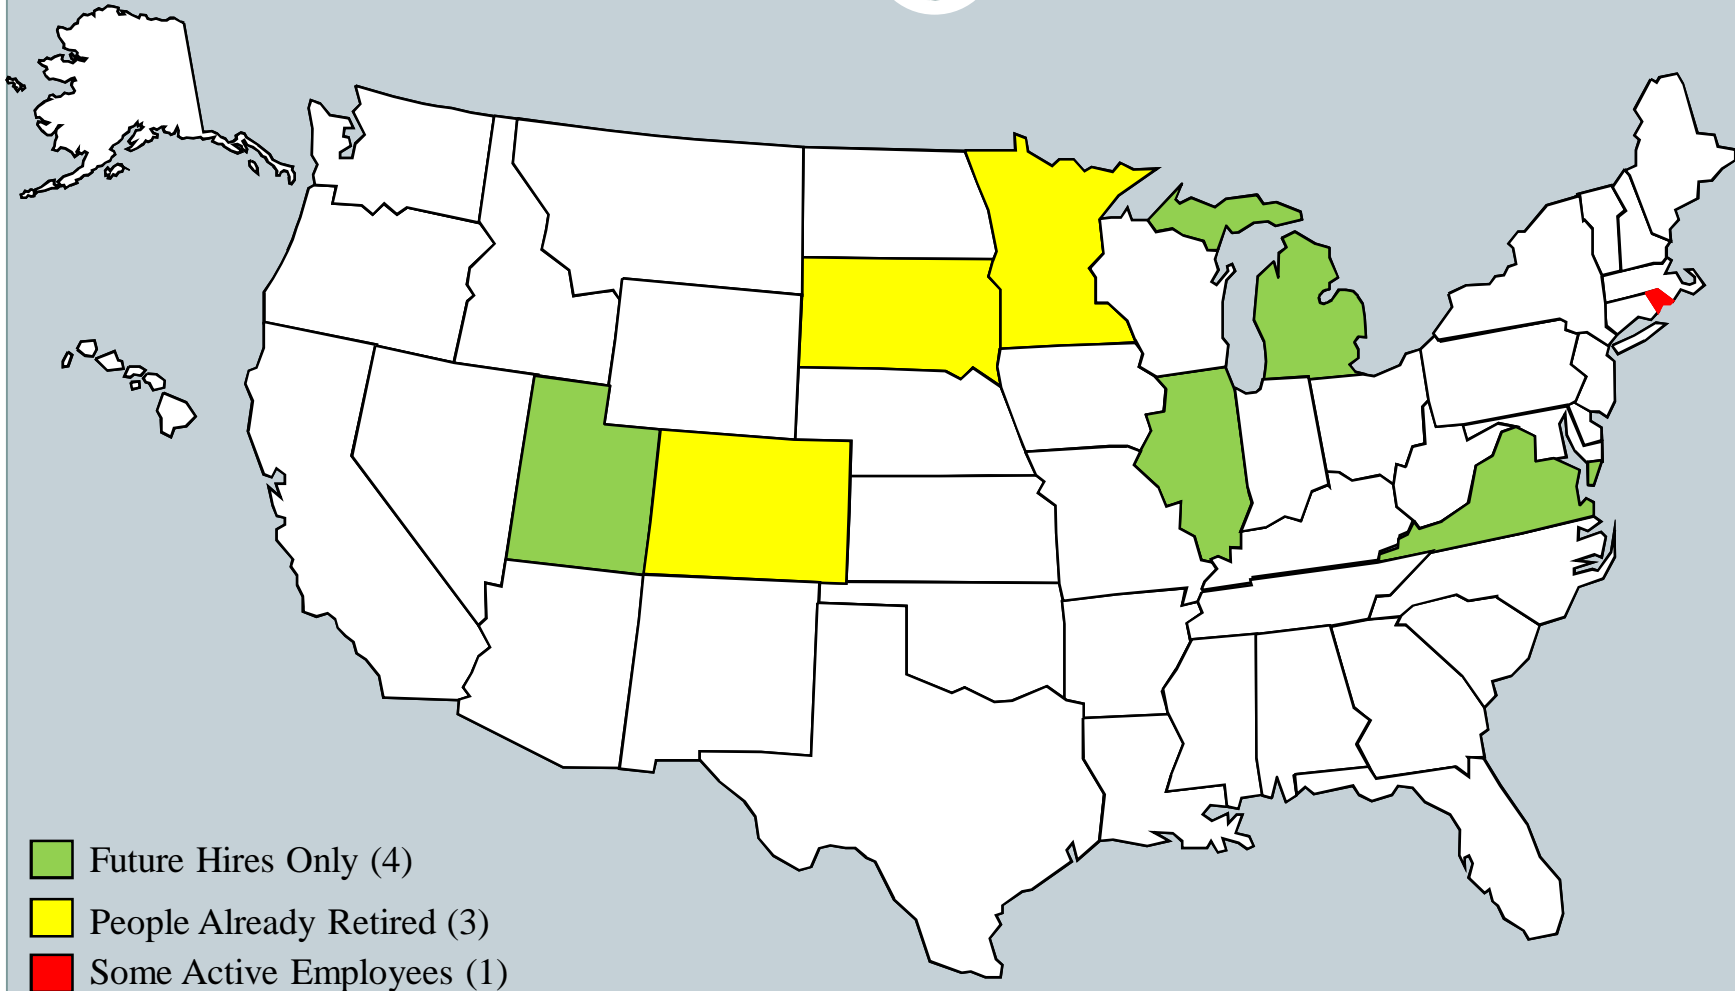 Future Hires Only (4)
People Already Retired (3)
Some Active Employees (1)